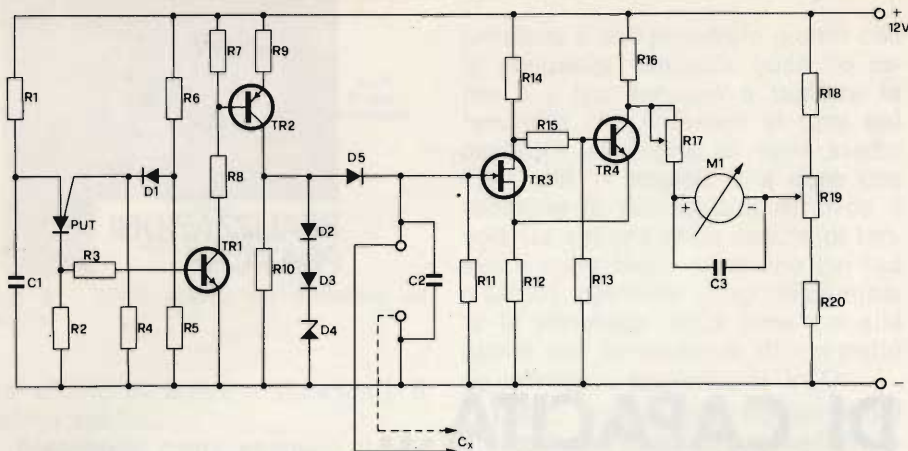 +
12V
R1
R6
R7
R9
TR2
R14
R16
R18
R15
R17
TR4
M1
R19
+
−
C3
D1
R8
D5
TR3
PUT
R3
TR1
C1
R2
R4
R5
R10
D2
D3
D4
C2
R11
R12
R13
R20
−
Cx
DI CAPACITA